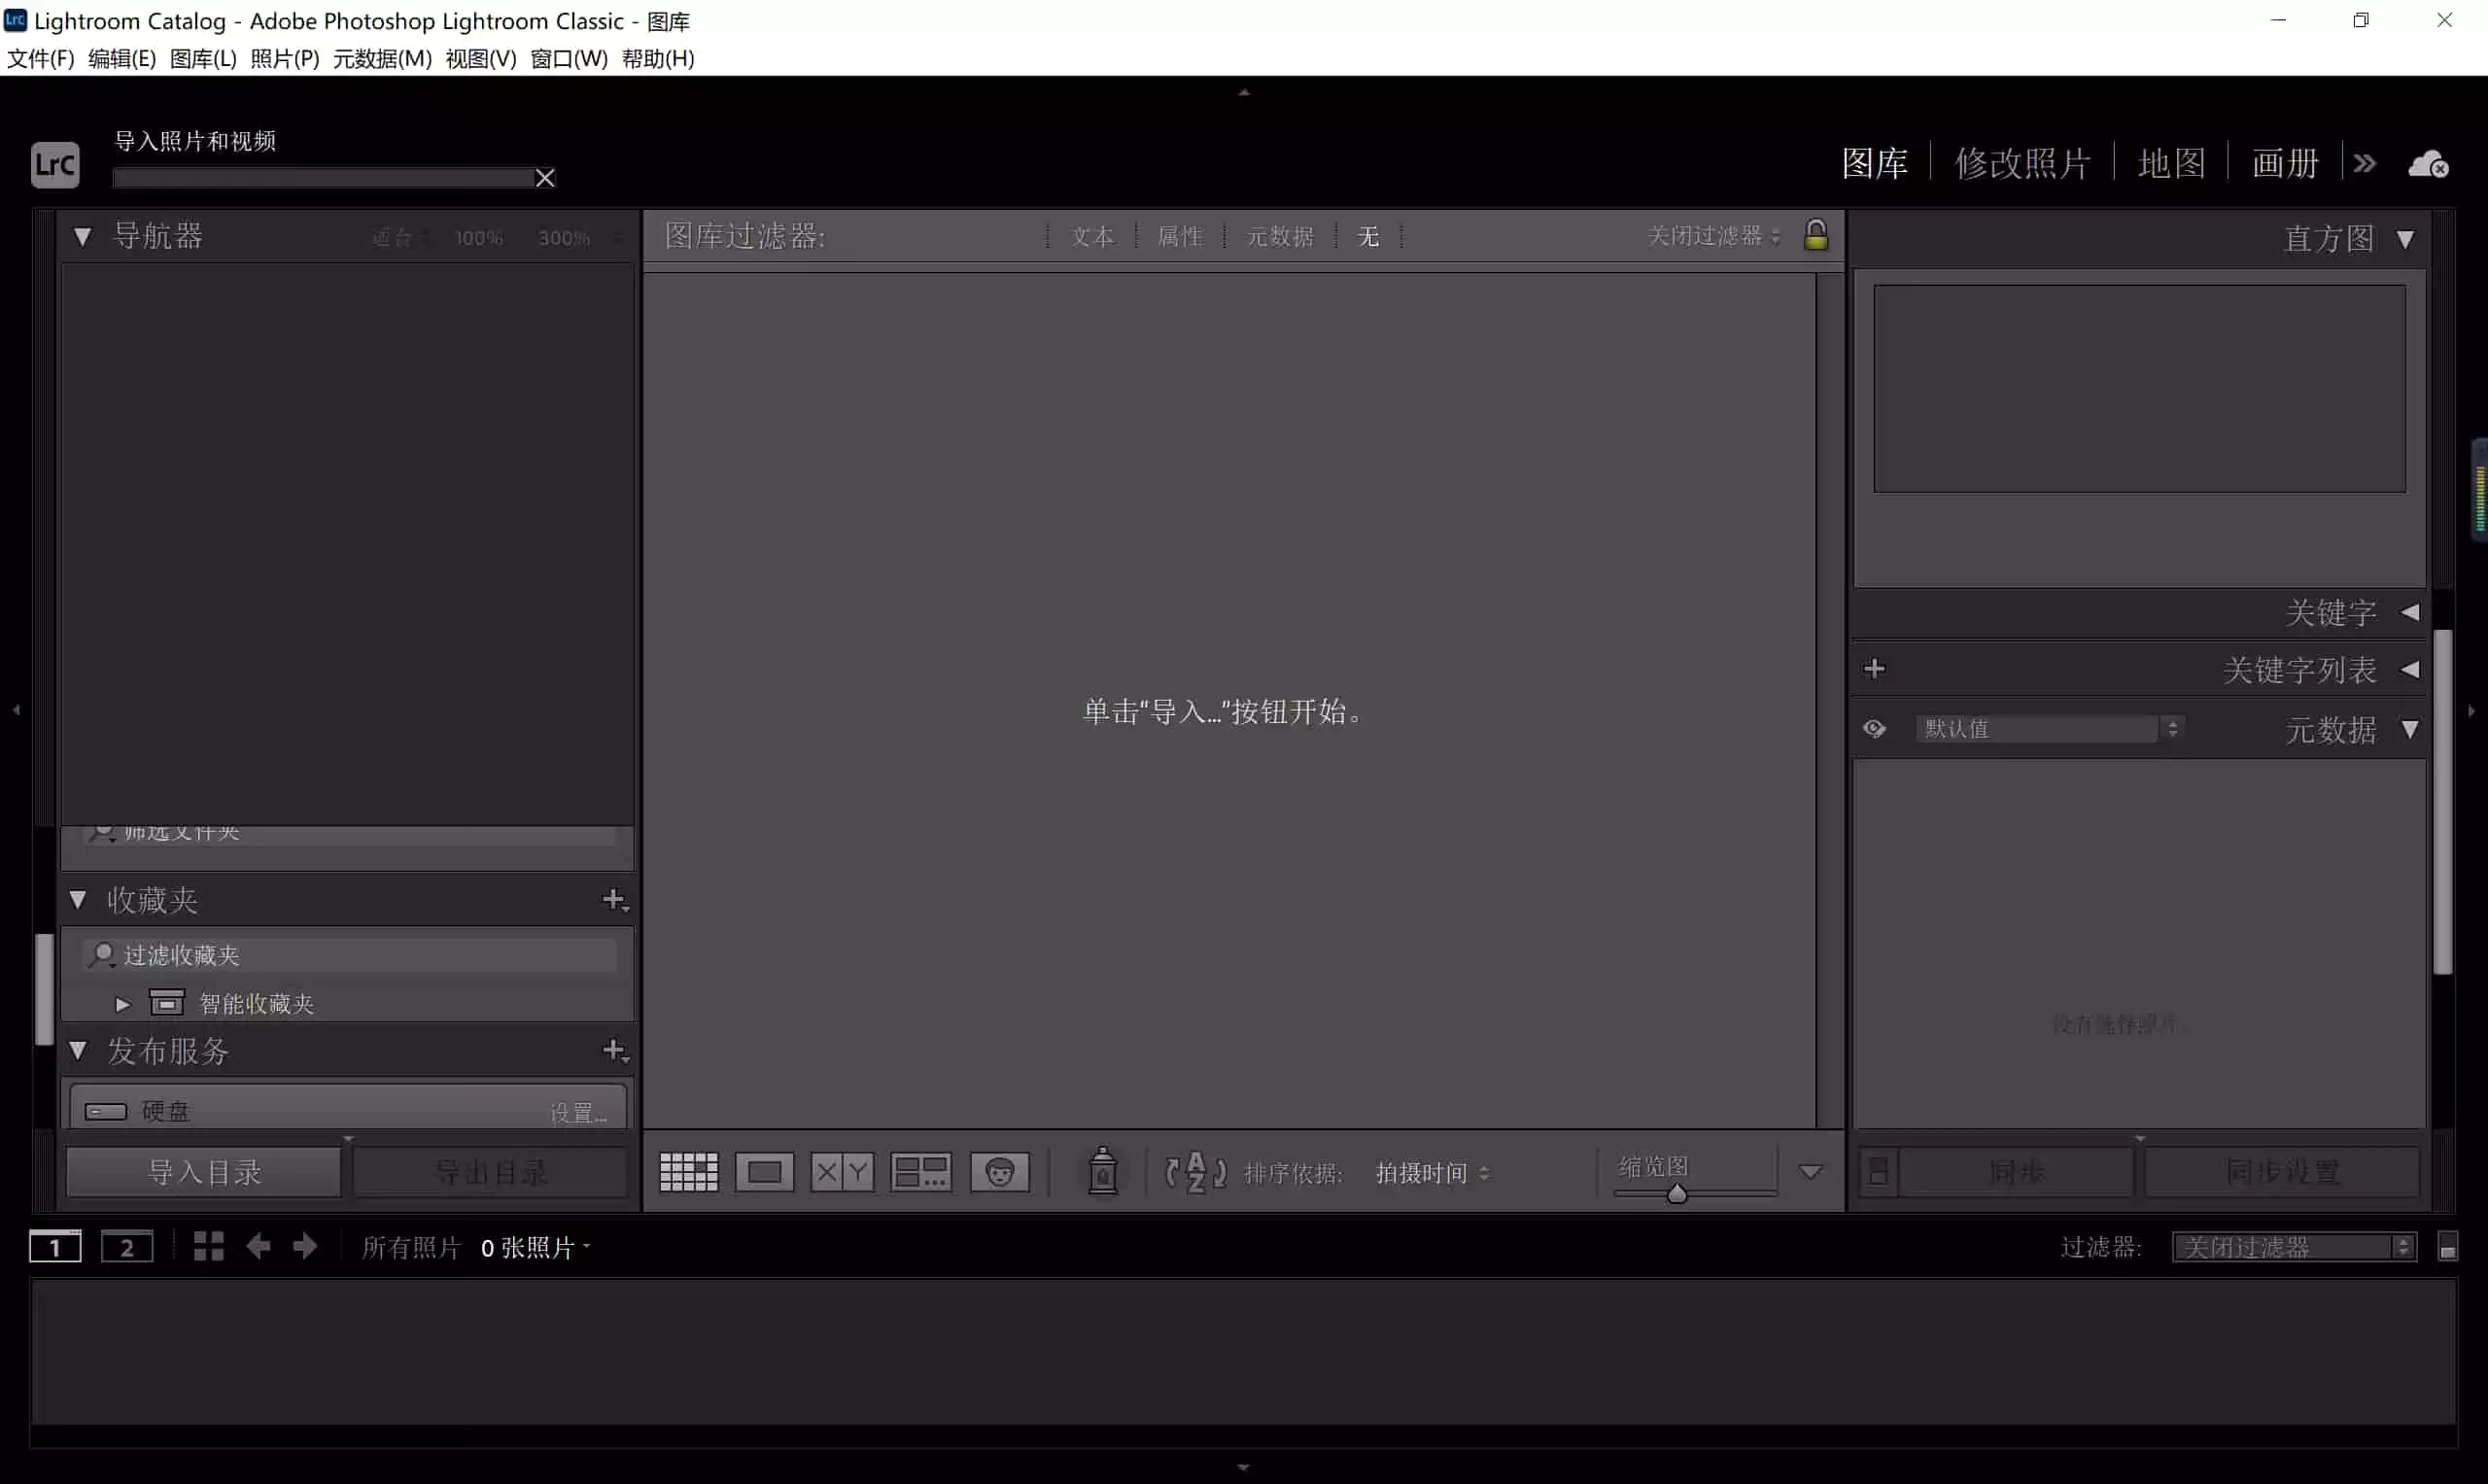 Lrc Lightroom Catalog - Adobe Photoshop Lightroom Classic - 图库
文件(F) 编辑(E) 图库(L) 照片(P) 元数据(M) 视图(V) 窗口(W) 帮助(H)
LrC
导入照片和视频
图库 修改照片 地图 画册
导航器 适合 100% 300%
图库过滤器: 文本 属性 元数据 无 关闭过滤器
直方图
关键字
关键字列表
默认值 元数据
单击“导入...”按钮开始。
筛选文件夹
收藏夹
过滤收藏夹
智能收藏夹
没有选择照片。
发布服务
硬盘 设置...
导入目录 导出目录
XY
AZ 排序依据: 拍摄时间 缩览图
同步 同步设置
1 2 所有照片 0 张照片
过滤器: 关闭过滤器